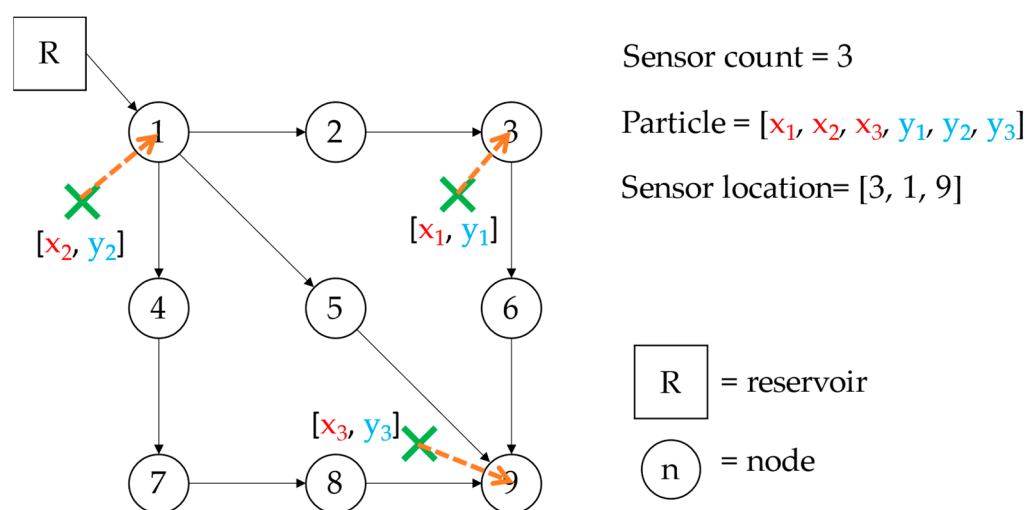 R
Sensor count = 3
1
2
3
Particle = [x₁, x₂, x₃, y₁, y₂, y₃]
Sensor location= [3, 1, 9]
[x₂, y₂]
[x₁, y₁]
4
5
6
R = reservoir
[x₃, y₃]
n = node
7
8
9